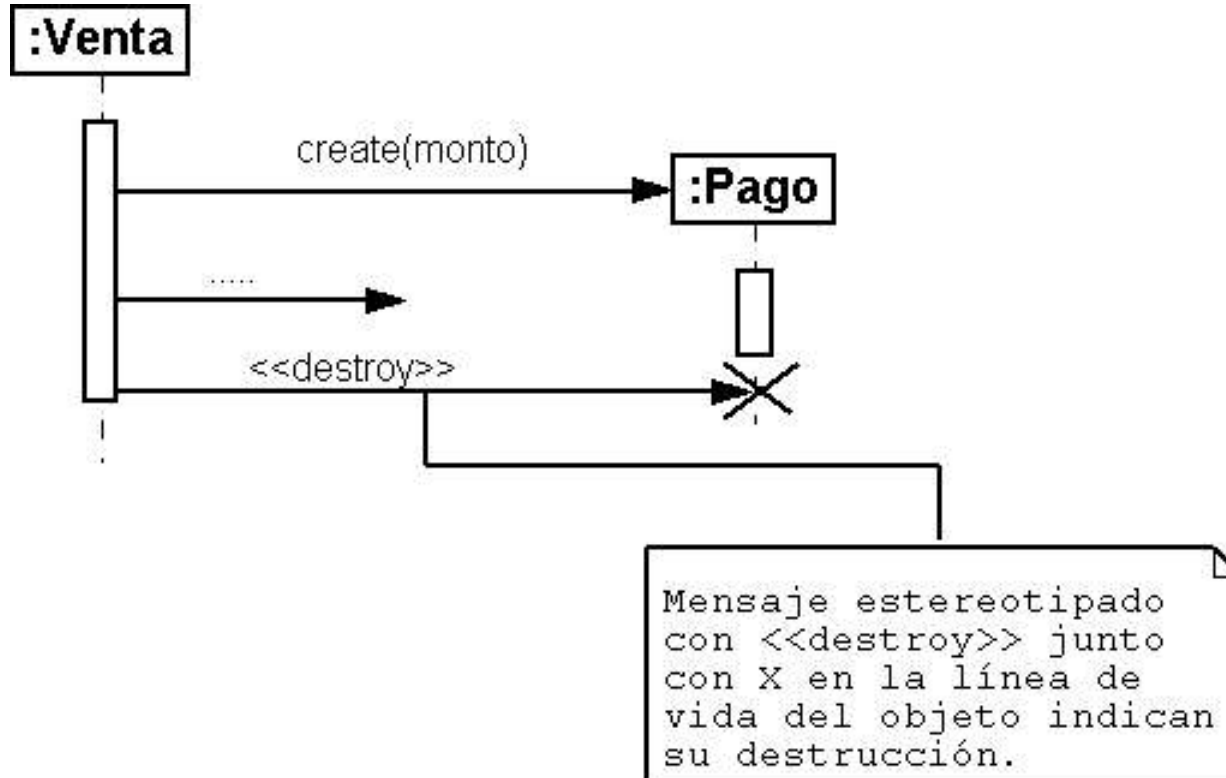 :Venta
create(monto)
:Pago
.....
<<destroy>>
Mensaje estereotipado
con <<destroy>> junto
con X en la línea de
vida del objeto indican
su destrucción.